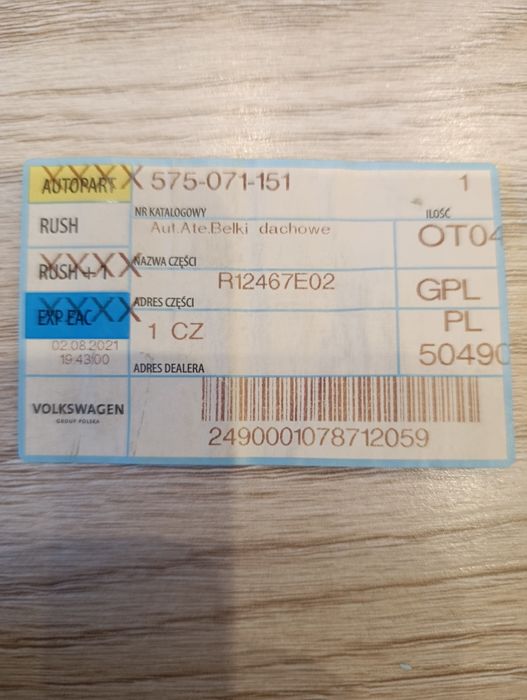 AUTOPART XXXX 575-071-151 1
NR KATALOGOWY ILOŚĆ
RUSH Aut.Ate.Belki dachowe OT04
RUSH + 1 XXXX NAZWA CZĘŚCI
R12467E02 GPL
ADRES CZĘŚCI
EXP EAC XXXX 1 CZ PL
02.08.2021
19:43:00 50490
ADRES DEALERA
VOLKSWAGEN
GROUP POLSKA
2490001078712059